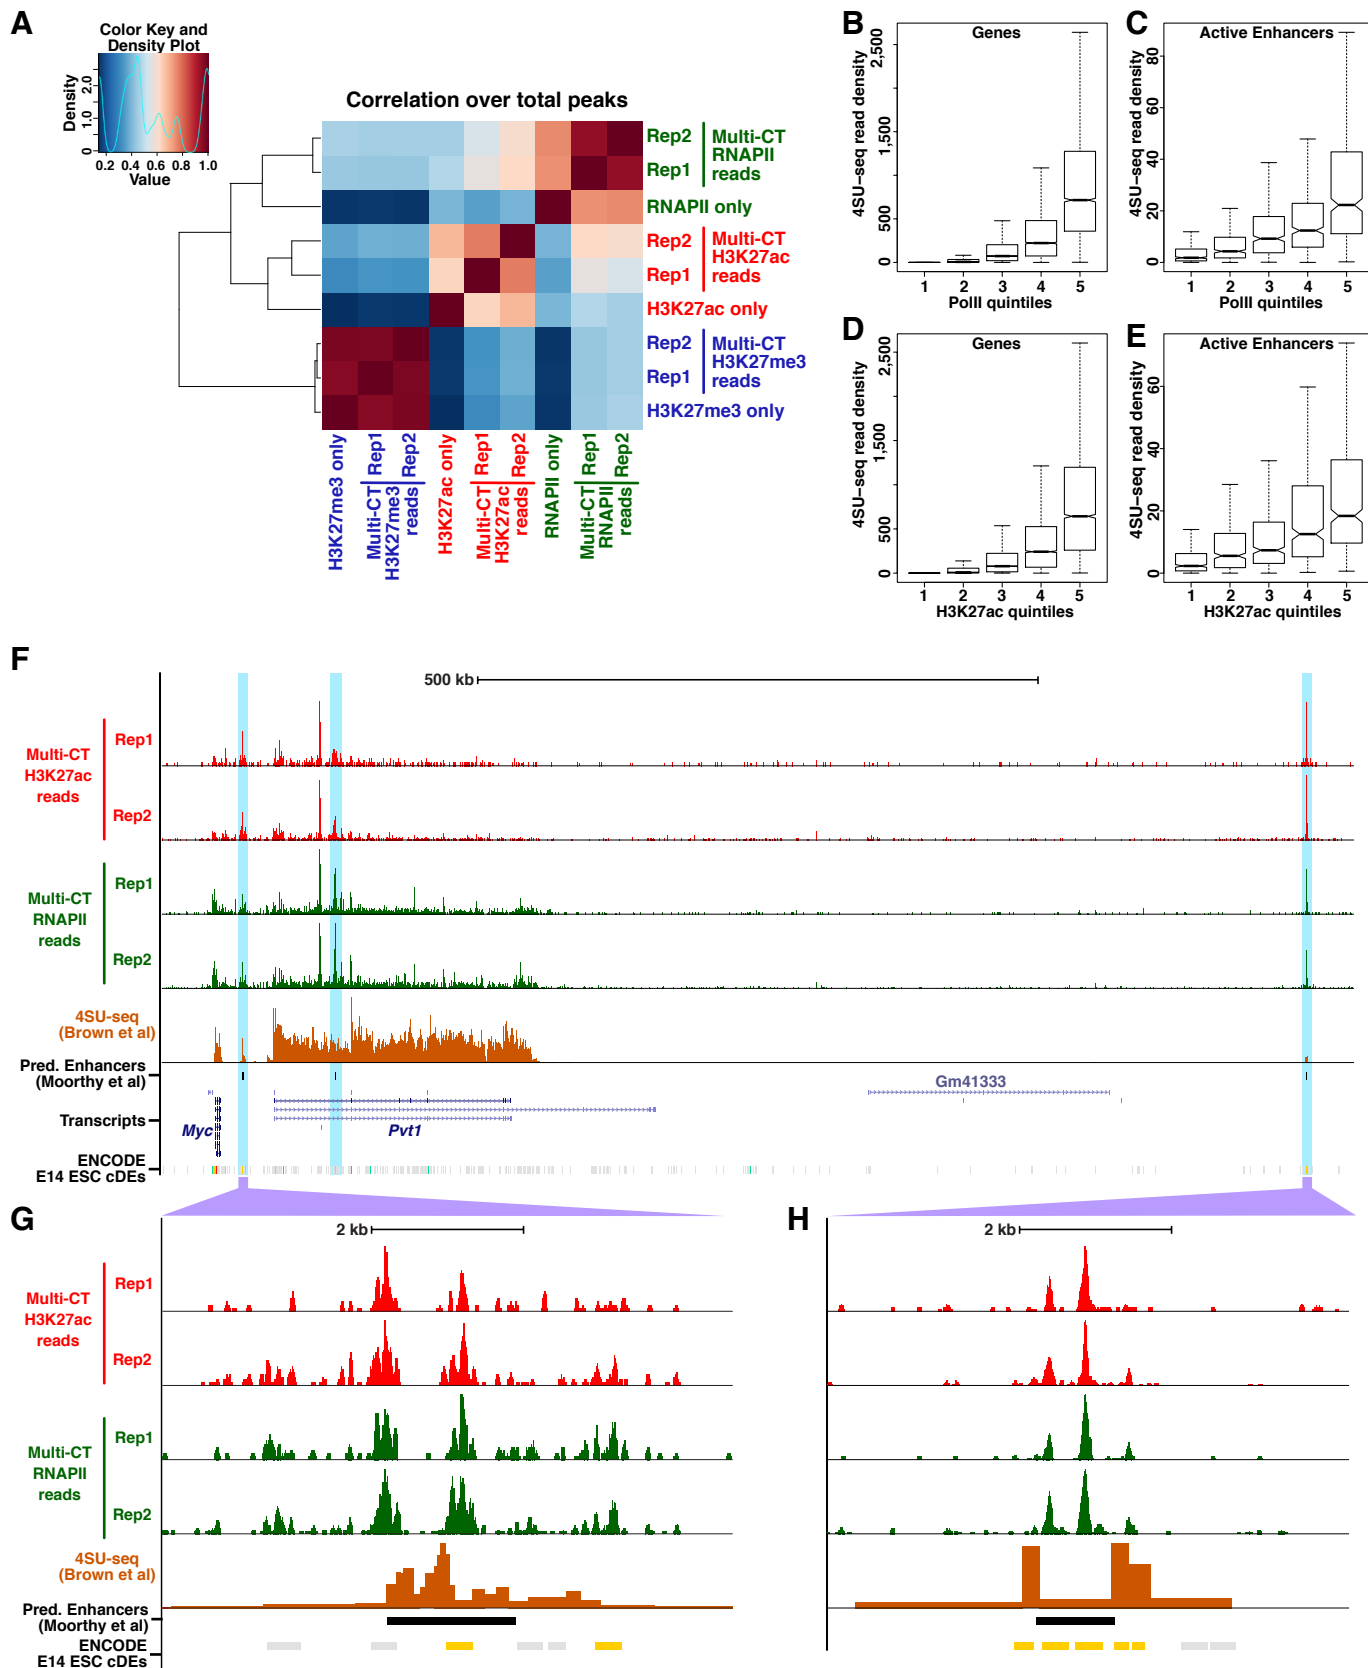 A
Color Key and
Density Plot
Density
0 1.0 2.0
0.2 0.4 0.6 0.8 1.0
Value
Correlation over total peaks
Rep2
Rep1
Multi-CT
RNAPII
reads
RNAPII only
Rep2
Rep1
Multi-CT
H3K27ac
reads
H3K27ac only
Rep2
Rep1
Multi-CT
H3K27me3
reads
H3K27me3 only
H3K27me3 only
Rep1
Rep2
Multi-CT
H3K27me3
reads
H3K27ac only
Rep1
Rep2
Multi-CT
H3K27ac
reads
RNAPII only
Rep1
Rep2
Multi-CT
RNAPII
reads
B
Genes
4SU−seq read density
0 500 1,500 2,500
1 2 3 4 5
PolII quintiles
C
Active Enhancers
4SU−seq read density
0 20 40 60 80
1 2 3 4 5
PolII quintiles
D
Genes
4SU−seq read density
0 500 1,500 2,500
1 2 3 4 5
H3K27ac quintiles
E
Active Enhancers
4SU−seq read density
0 20 40 60
1 2 3 4 5
H3K27ac quintiles
F
500 kb
Multi-CT
H3K27ac
reads
Rep1
Rep2
Multi-CT
RNAPII
reads
Rep1
Rep2
4SU-seq
(Brown et al)
Pred. Enhancers
(Moorthy et al)
Gm41333
Transcripts
Myc
Pvt1
ENCODE
E14 ESC cDEs
G
2 kb
Multi-CT
H3K27ac
reads
Rep1
Rep2
Multi-CT
RNAPII
reads
Rep1
Rep2
4SU-seq
(Brown et al)
Pred. Enhancers
(Moorthy et al)
ENCODE
E14 ESC cDEs
H
2 kb